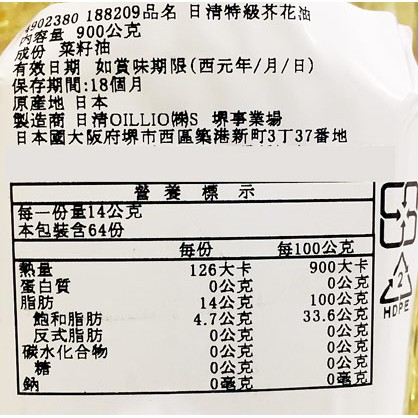 4902380 188209品名 日清特級芥花油
內容量 900公克
成份 菜籽油
有效日期 如賞味期限(西元年/月/日)
保存期間:18個月
原產地 日本
製造商 日清OILLIO㈱S 堺事業場
日本國大阪府堺市西區築港新町3丁37番地
營養標示
每一份量14公克
本包裝含64份
每份 每100公克
熱量 126大卡 900大卡
蛋白質 0公克 0公克
脂肪 14公克 100公克
飽和脂肪 4.7公克 33.6公克
反式脂肪 0公克 0公克
碳水化合物 0公克 0公克
糖 0公克 0公克
鈉 0毫克 0毫克
2
HDPE